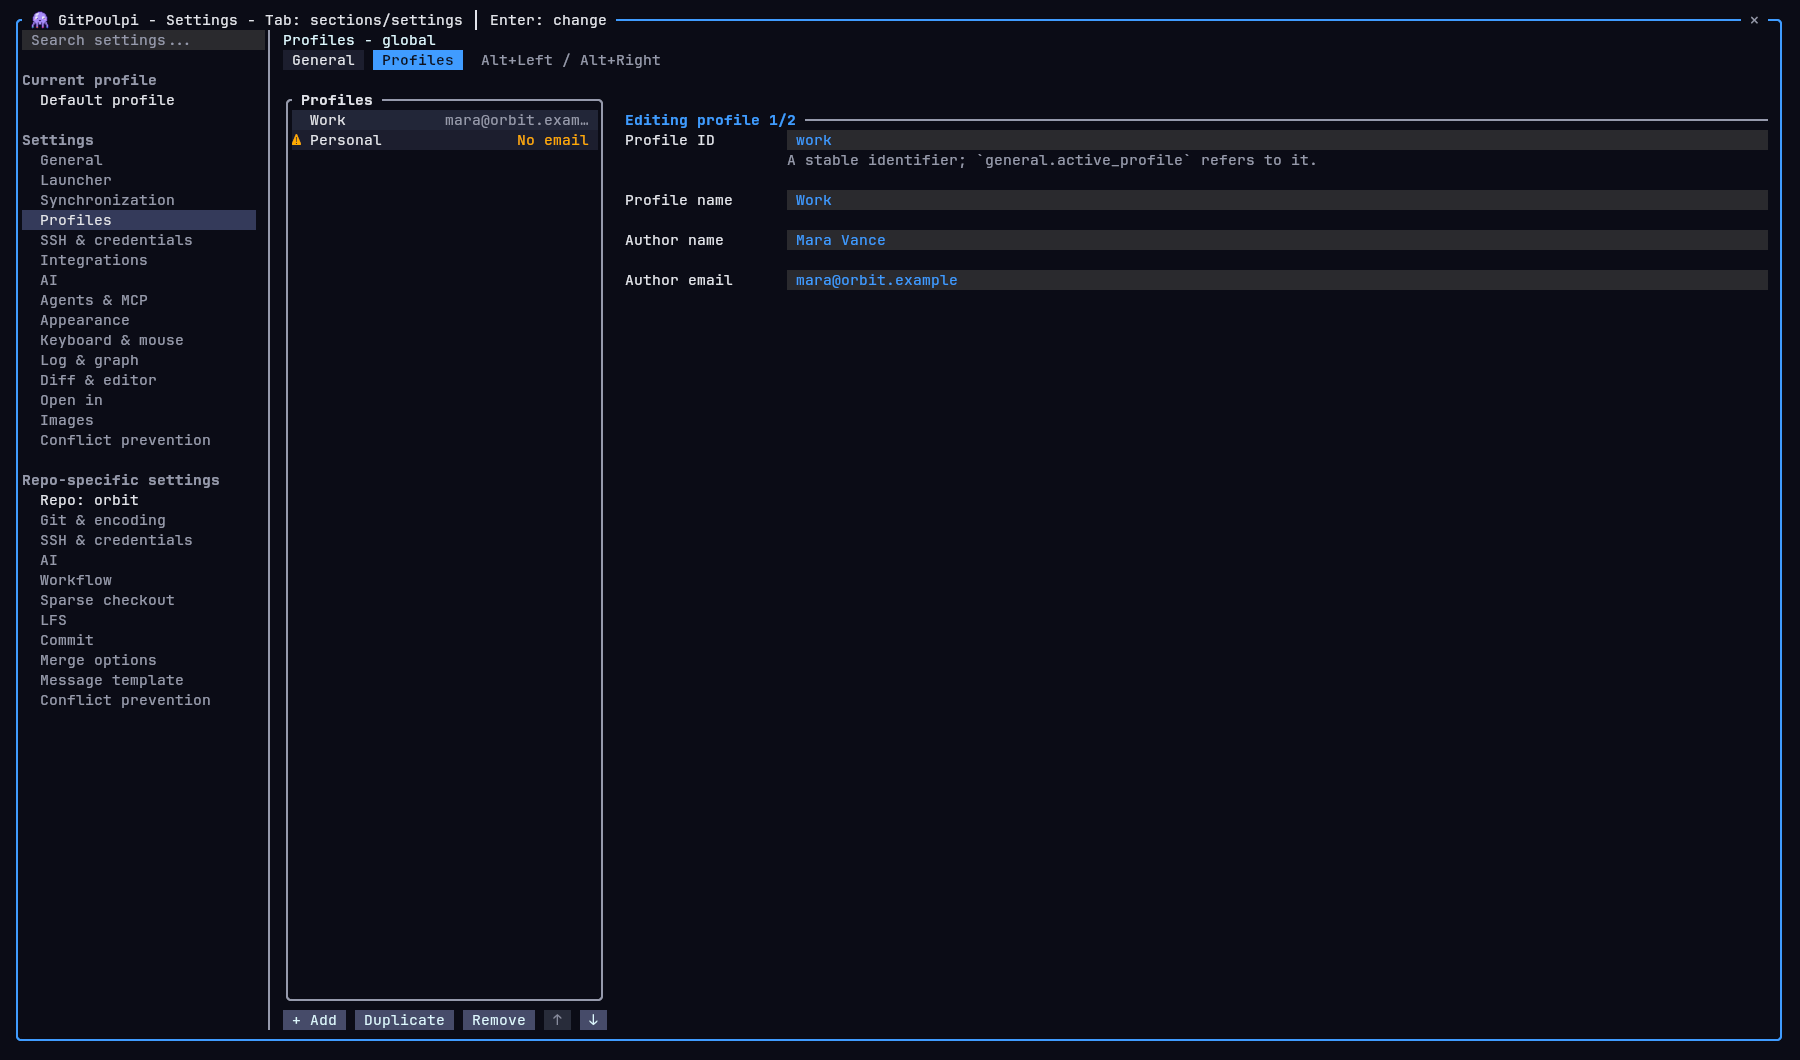 GitPoulpi - Settings - Tab: sections/settings │ Enter: change ×
Search settings...
Current profile
Default profile
Settings
General
Launcher
Synchronization
Profiles
SSH & credentials
Integrations
AI
Agents & MCP
Appearance
Keyboard & mouse
Log & graph
Diff & editor
Open in
Images
Conflict prevention
Repo-specific settings
Repo: orbit
Git & encoding
SSH & credentials
AI
Workflow
Sparse checkout
LFS
Commit
Merge options
Message template
Conflict prevention
Profiles - global
General Profiles Alt+Left / Alt+Right
Profiles
Work mara@orbit.exam…
⚠ Personal No email
+ Add Duplicate Remove ↑ ↓
Editing profile 1/2
Profile ID work
A stable identifier; `general.active_profile` refers to it.
Profile name Work
Author name Mara Vance
Author email mara@orbit.example